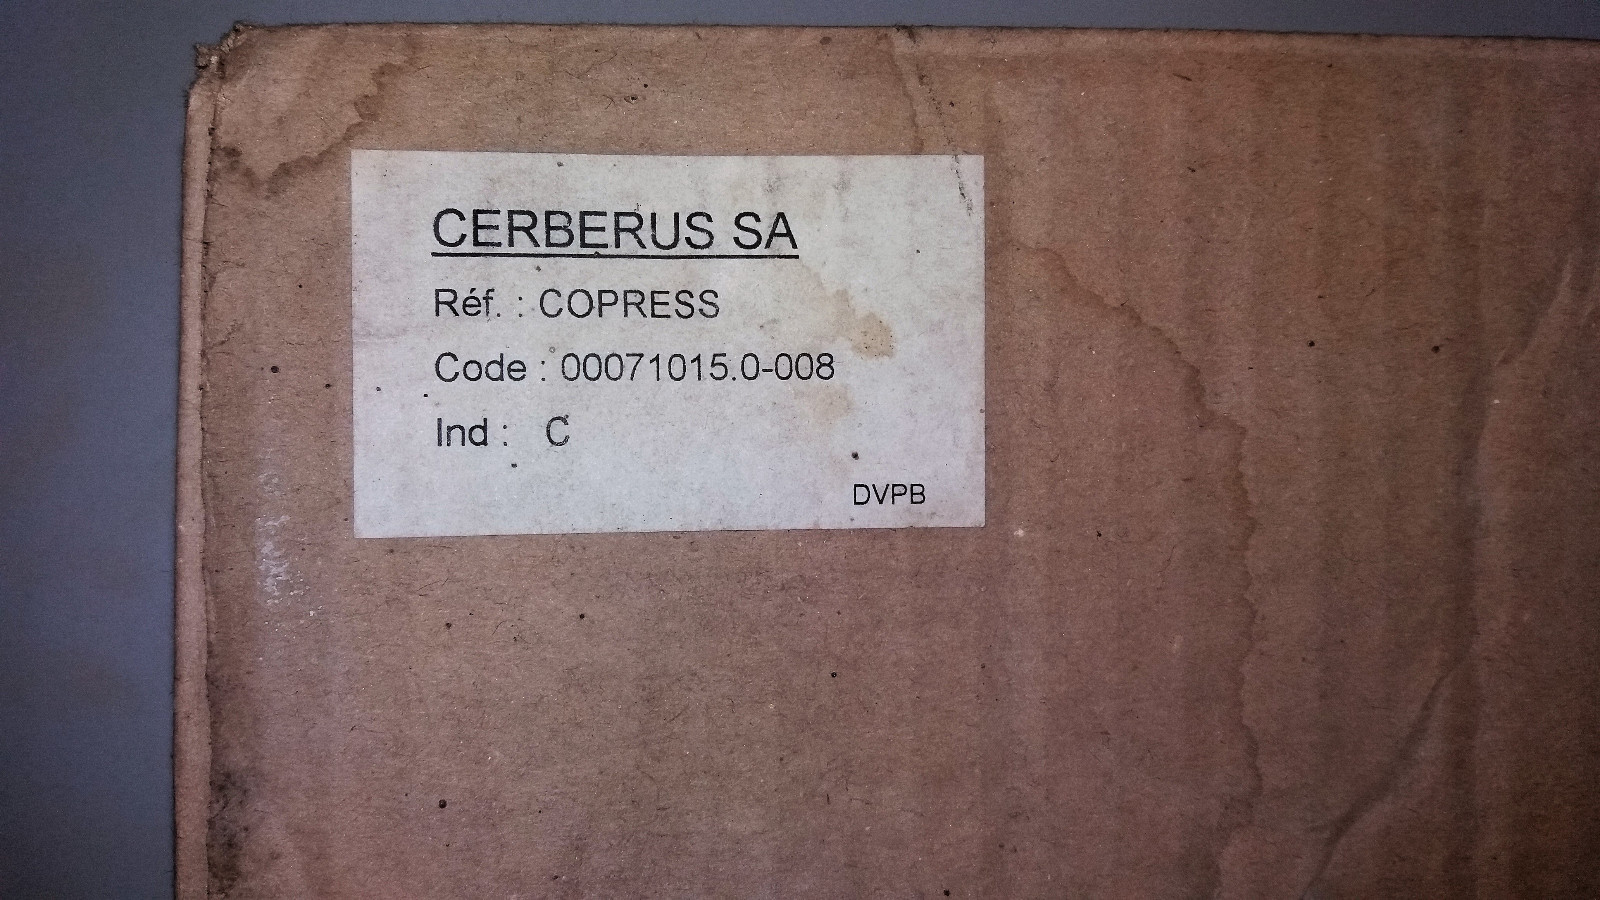 CERBERUS SA
Réf. : COPRESS
Code : 00071015.0-008
Ind : C
DVPB